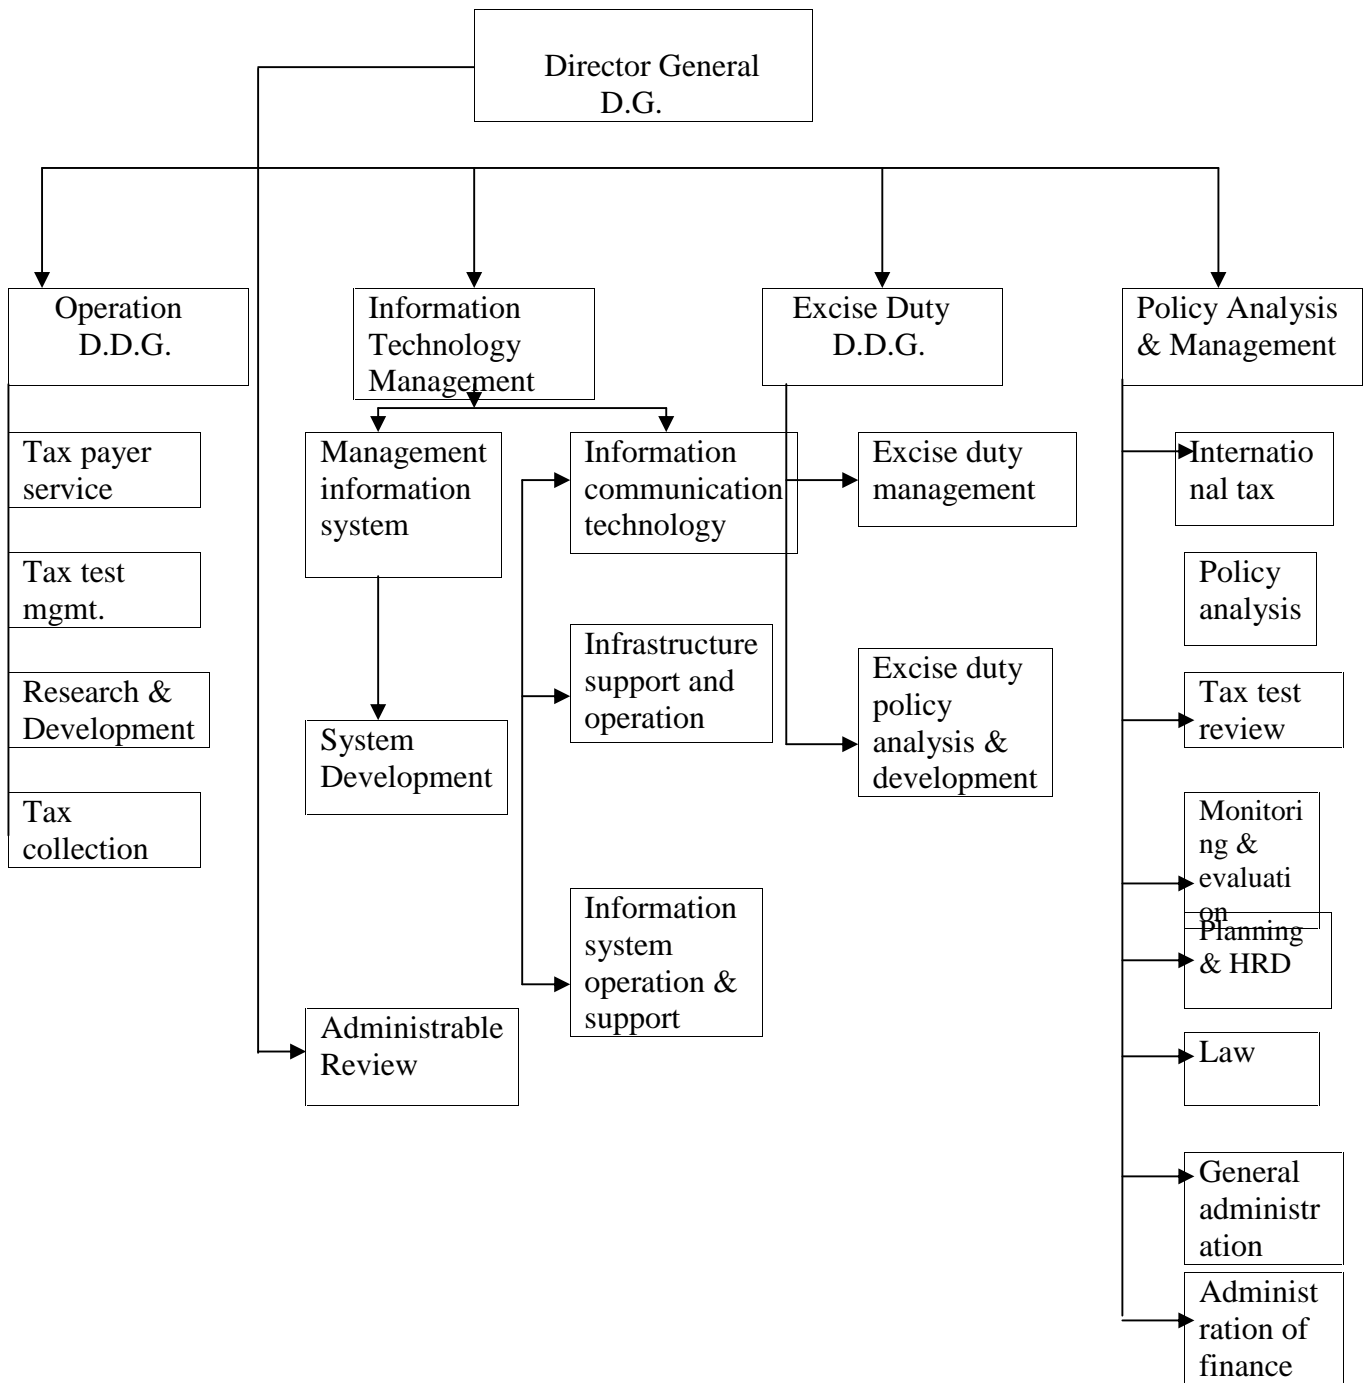 Director General
D.G.
Operation
D.D.G.
Information
Technology
Management
Excise Duty
D.D.G.
Policy Analysis
& Management
Tax payer
service
Tax test
mgmt.
Research &
Development
Tax
collection
Management
information
system
System
Development
Administrable
Review
Information
communication
technology
Infrastructure
support and
operation
Information
system
operation &
support
Excise duty
management
Excise duty
policy
analysis &
development
Internatio
nal tax
Policy
analysis
Tax test
review
Monitori
ng &
evaluati
on
Planning
& HRD
Law
General
administr
ation
Administ
ration of
finance